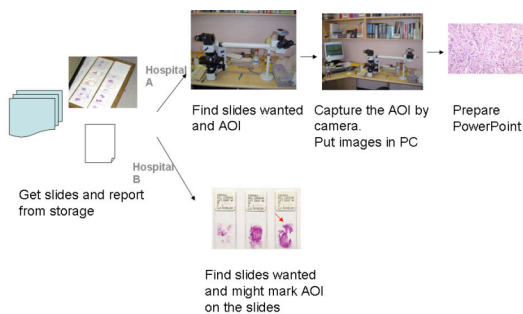 Hospital
A
Find slides wanted
and AOI
Capture the AOI by
camera.
Put images in PC
Prepare
PowerPoint
Hospital
B
Get slides and report
from storage
Find slides wanted
and might mark AOI
on the slides